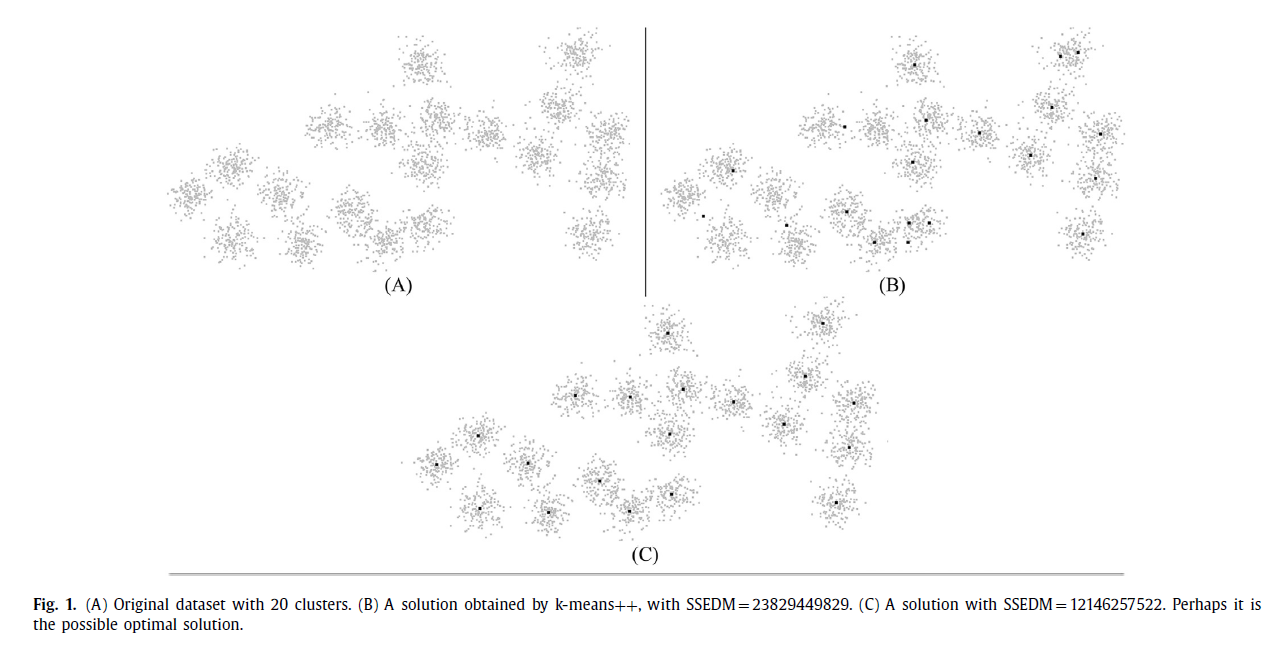 (A)
(B)
(C)
Fig. 1. (A) Original dataset with 20 clusters. (B) A solution obtained by k-means++, with SSEDM = 23829449829. (C) A solution with SSEDM = 12146257522. Perhaps it is
the possible optimal solution.